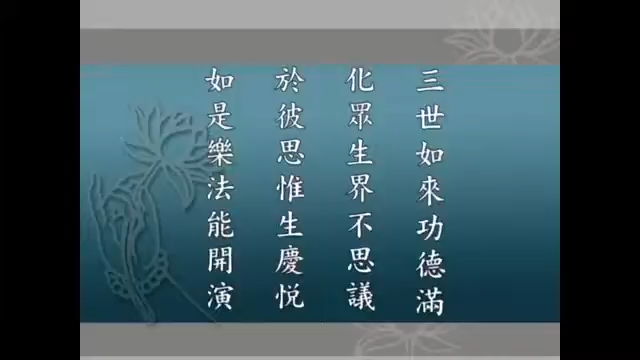 三世如來功德滿
化眾生界不思議
於彼思惟生慶悅
如是樂法能開演